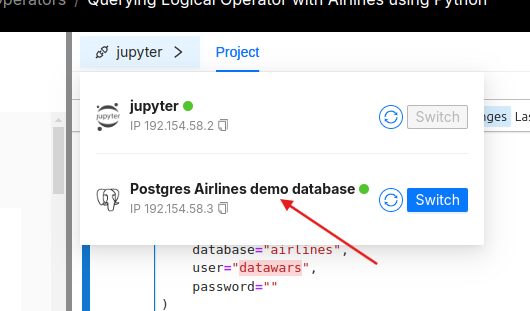 Operators / Querying Logical Operator with Airlines using Python
jupyter >
Project
jupyter
IP 192.154.58.2
Switch
nges Las
Postgres Airlines demo database
IP 192.154.58.3
Switch
database="airlines",
user="datawars",
password=""
)